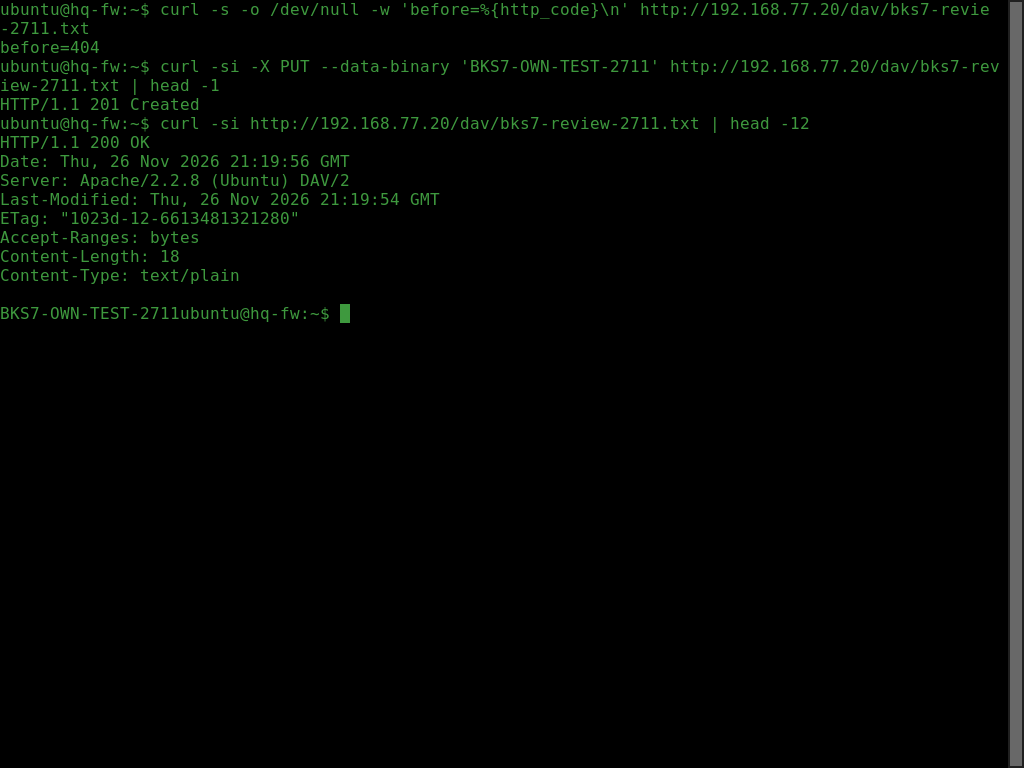 ubuntu@hq-fw:~$ curl -s -o /dev/null -w 'before=%{http_code}\n' http://192.168.77.20/dav/bks7-revie
-2711.txt
before=404
ubuntu@hq-fw:~$ curl -si -X PUT --data-binary 'BKS7-OWN-TEST-2711' http://192.168.77.20/dav/bks7-rev
iew-2711.txt | head -1
HTTP/1.1 201 Created
ubuntu@hq-fw:~$ curl -si http://192.168.77.20/dav/bks7-review-2711.txt | head -12
HTTP/1.1 200 OK
Date: Thu, 26 Nov 2026 21:19:56 GMT
Server: Apache/2.2.8 (Ubuntu) DAV/2
Last-Modified: Thu, 26 Nov 2026 21:19:54 GMT
ETag: "1023d-12-6613481321280"
Accept-Ranges: bytes
Content-Length: 18
Content-Type: text/plain

BKS7-OWN-TEST-2711ubuntu@hq-fw:~$